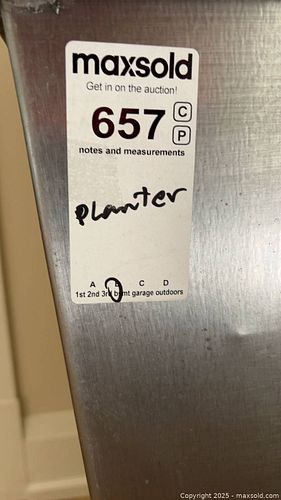 maxsold
Get in on the auction!
657 C
P
notes and measurements
planter
A B C D
1st 2nd 3rd bsmt garage outdoors
Copyright 2025 - maxsold.com